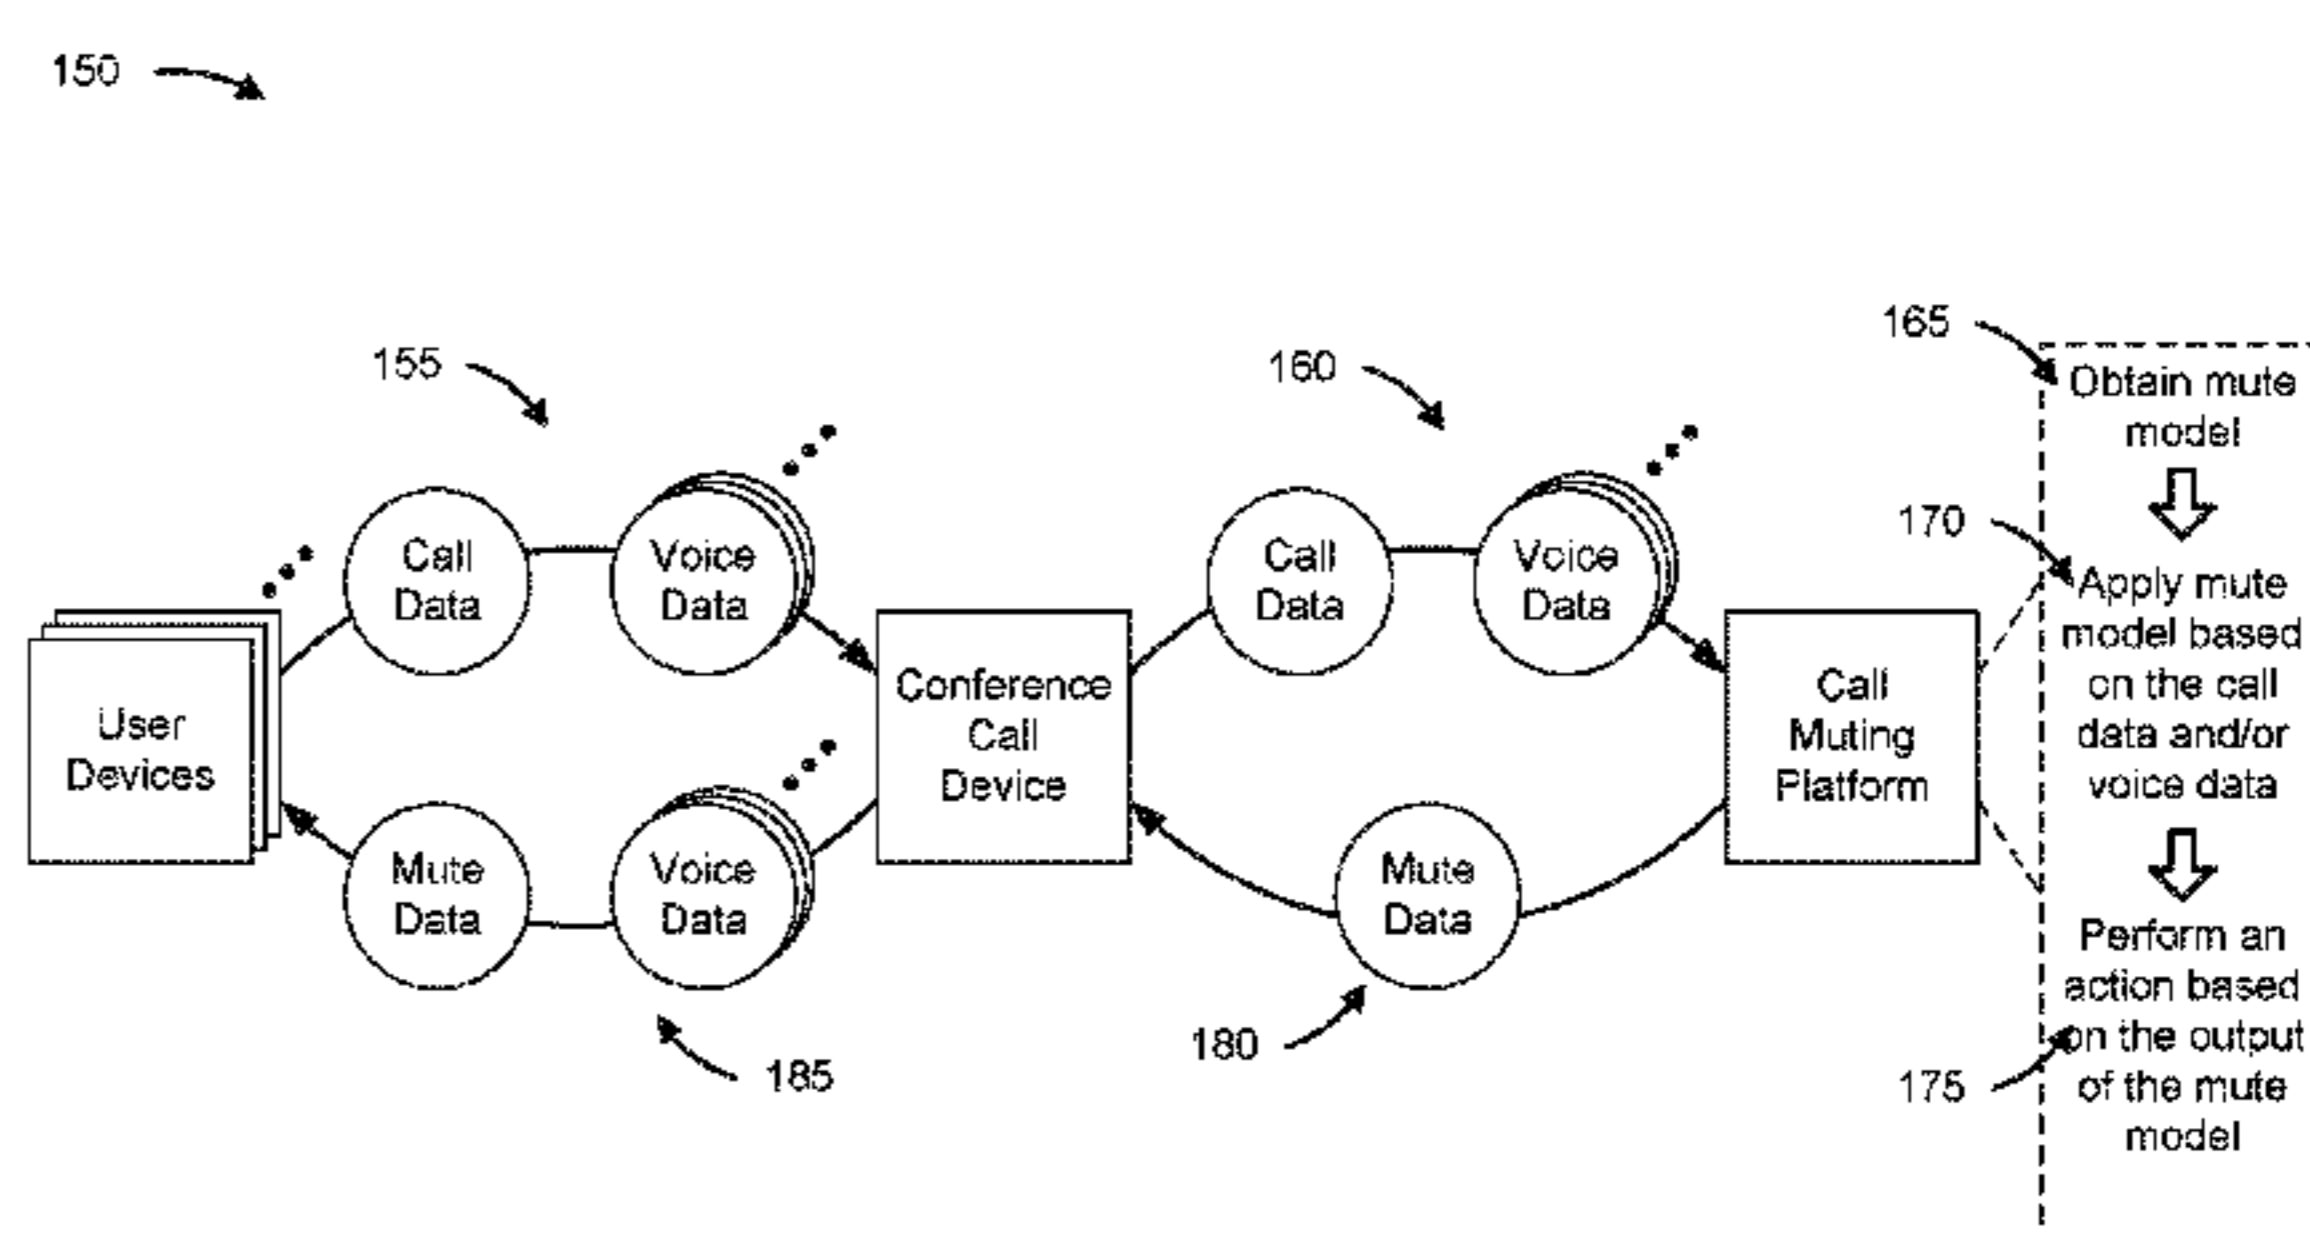 150
155
160
165
Obtain mute
model
170
Apply mute
model based
on the call
data and/or
voice data
175
Perform an
action based
on the output
of the mute
model
Call
Data
Voice
Data
Call
Data
Voice
Data
User
Devices
Conference
Call
Device
Call
Muting
Platform
Mute
Data
Voice
Data
Mute
Data
180
185